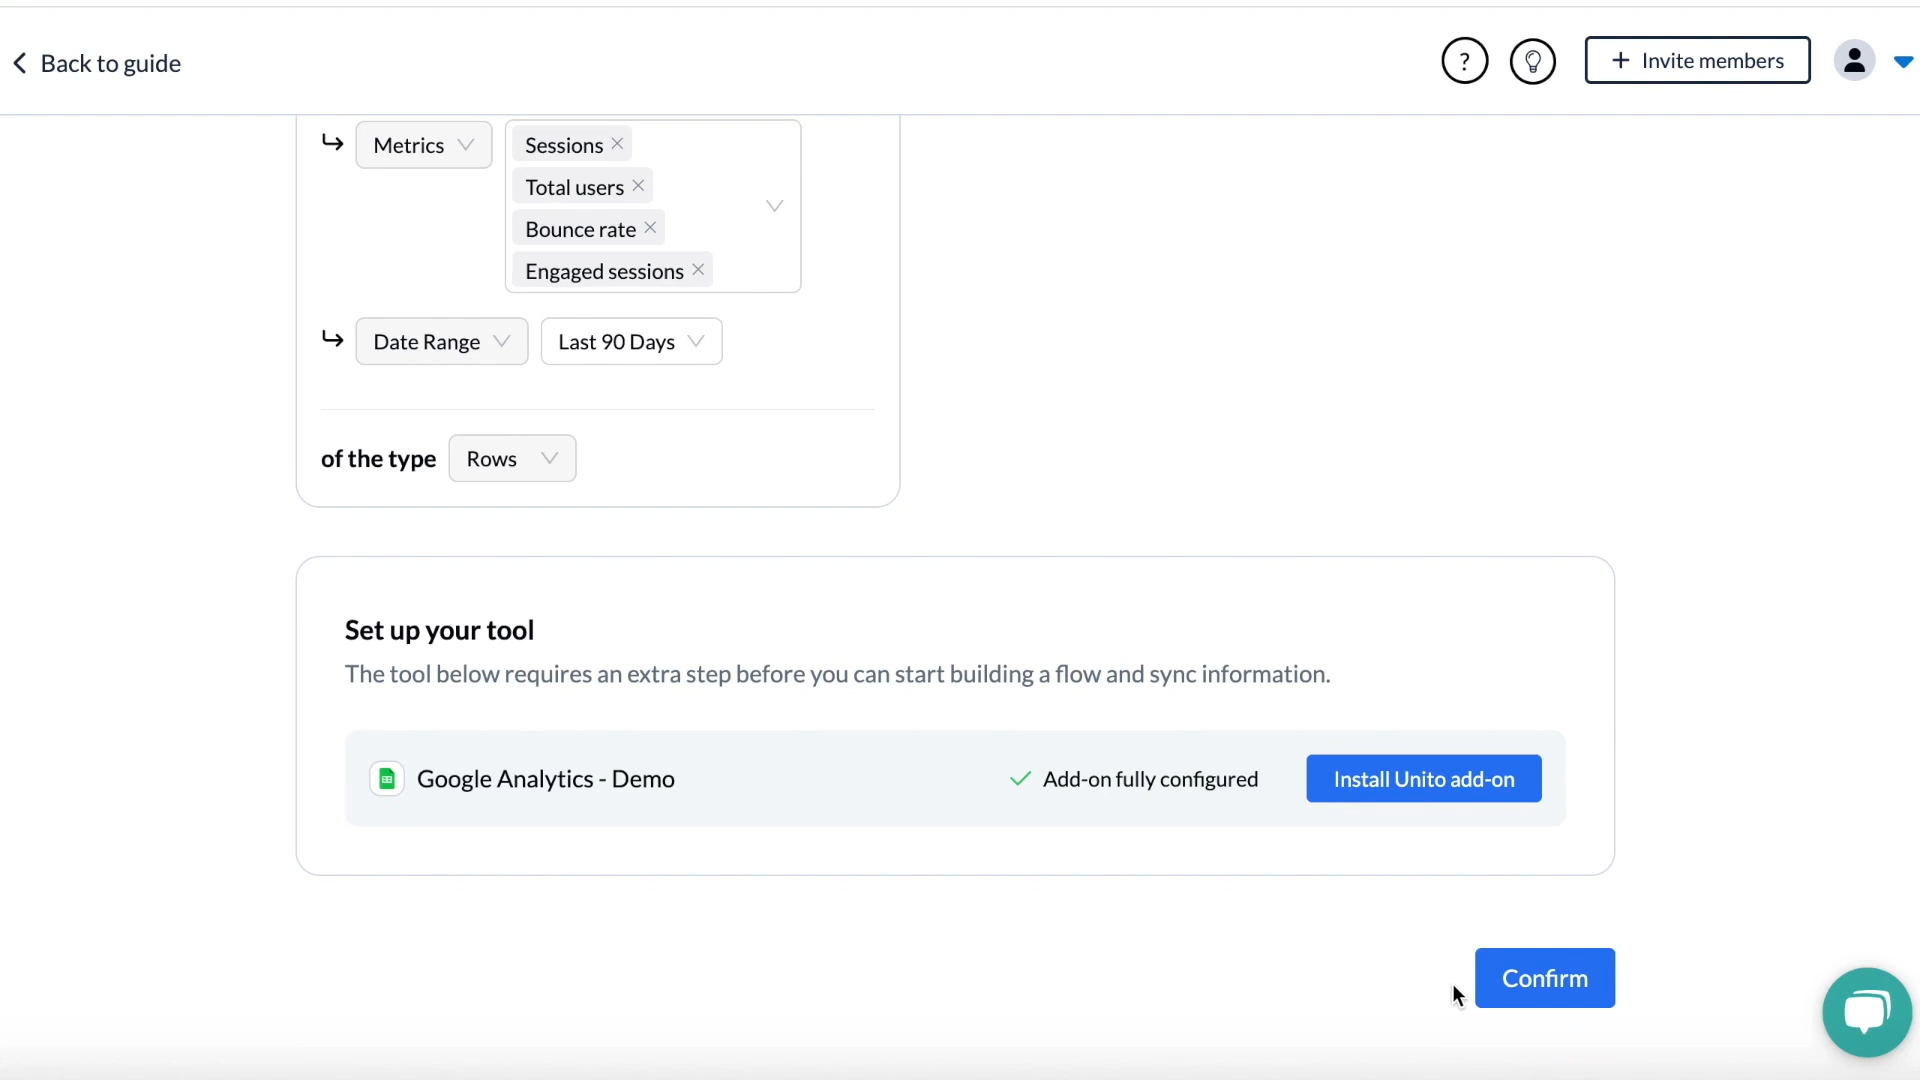 Back to guide
?
+ Invite members
Metrics
Sessions
Total users
Bounce rate
Engaged sessions
Date Range
Last 90 Days
of the type
Rows
Set up your tool
The tool below requires an extra step before you can start building a flow and sync information.
Google Analytics - Demo
Add-on fully configured
Install Unito add-on
Confirm